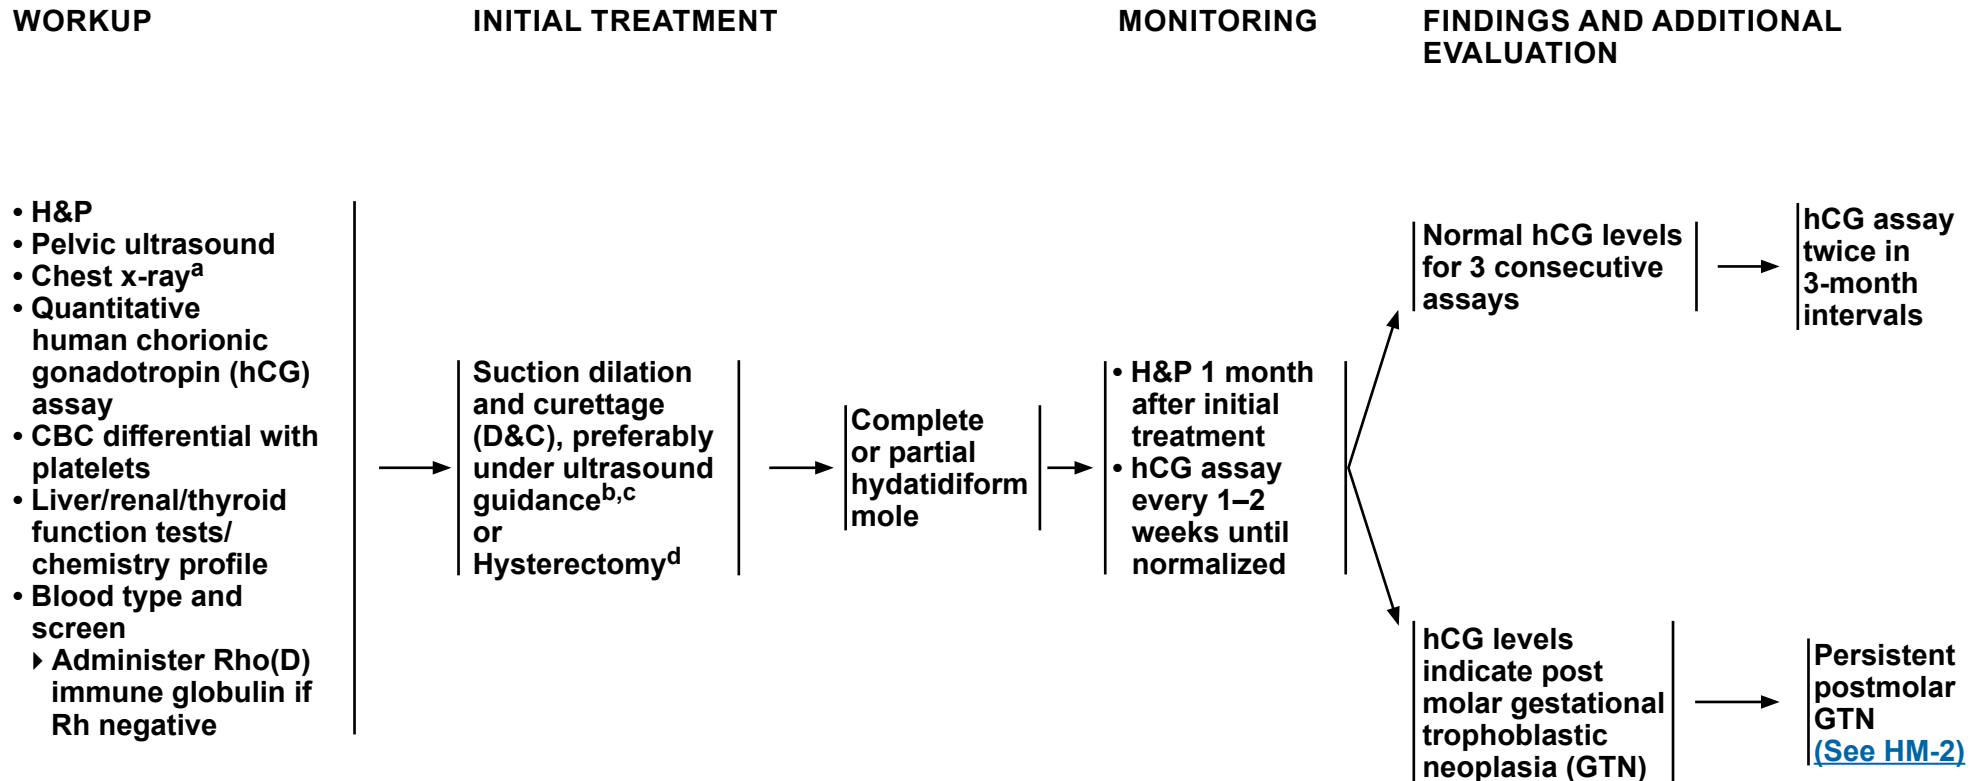 WORKUP
INITIAL TREATMENT
MONITORING
FINDINGS AND ADDITIONAL
EVALUATION
• H&P
• Pelvic ultrasound
• Chest x-rayᵃ
• Quantitative
human chorionic
gonadotropin (hCG)
assay
• CBC differential with
platelets
• Liver/renal/thyroid
function tests/
chemistry profile
• Blood type and
screen
▸ Administer Rho(D)
immune globulin if
Rh negative
Suction dilation
and curettage
(D&C), preferably
under ultrasound
guidanceᵇ,ᶜ
or
Hysterectomyᵈ
Complete
or partial
hydatidiform
mole
• H&P 1 month
after initial
treatment
• hCG assay
every 1–2
weeks until
normalized
Normal hCG levels
for 3 consecutive
assays
hCG assay
twice in
3-month
intervals
hCG levels
indicate post
molar gestational
trophoblastic
neoplasia (GTN)
Persistent
postmolar
GTN
(See HM-2)